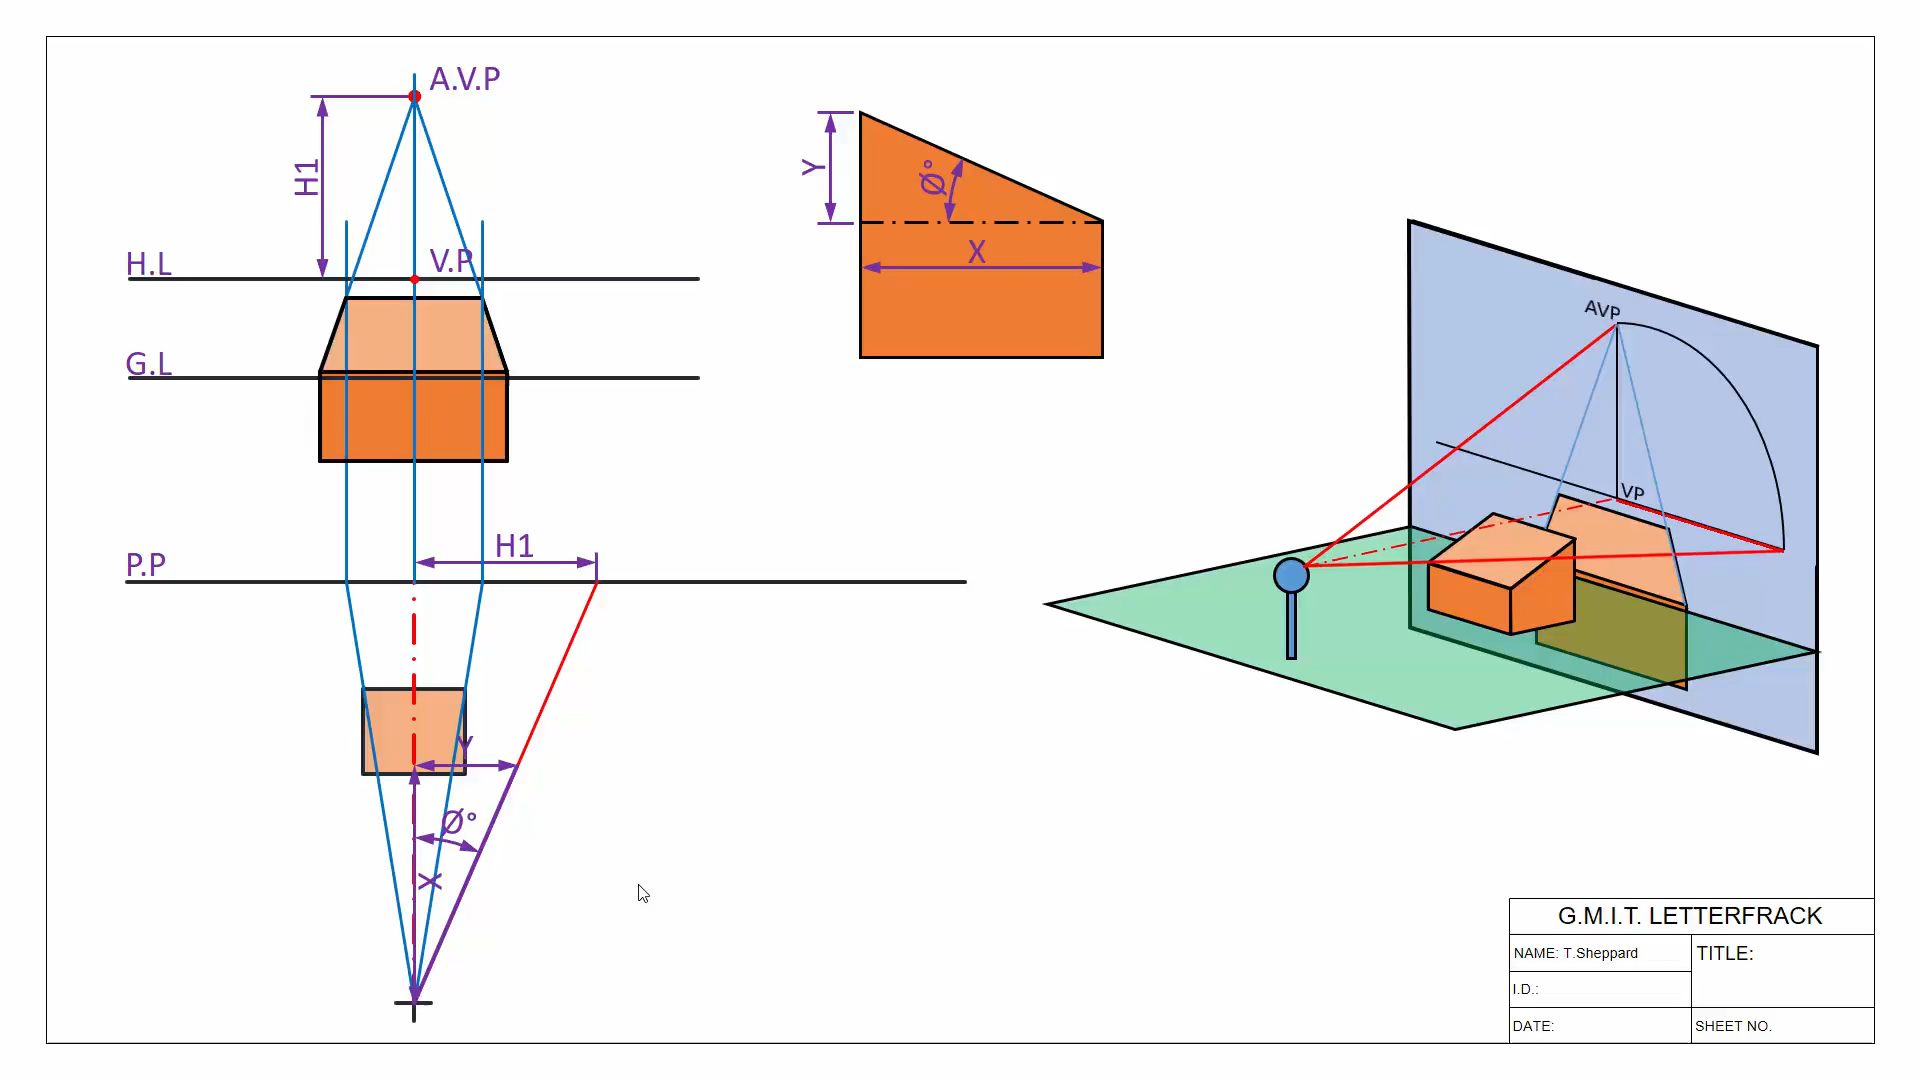 A.V.P
H1
H.L
V.P
G.L
P.P
H1
Y
Ø°
X
Y
Ø°
X
AVP
VP
G.M.I.T. LETTERFRACK
NAME: T.Sheppard
TITLE:
I.D.:
DATE:
SHEET NO.